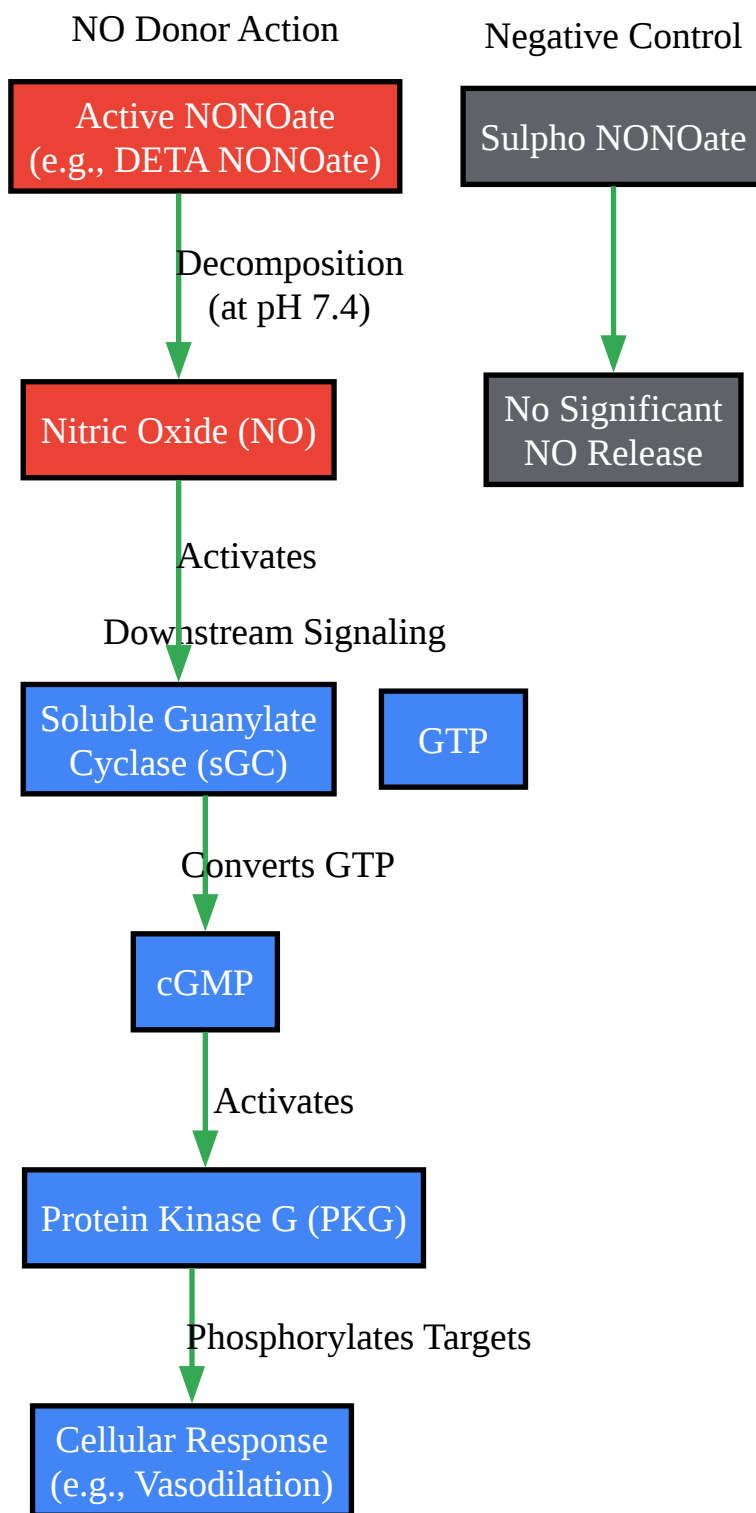 NO Donor Action
Negative Control
Active NONOate
(e.g., DETA NONOate)
Sulpho NONOate
Decomposition
(at pH 7.4)
Nitric Oxide (NO)
No Significant
NO Release
Activates
Downstream Signaling
Soluble Guanylate
Cyclase (sGC)
GTP
Converts GTP
cGMP
Activates
Protein Kinase G (PKG)
Phosphorylates Targets
Cellular Response
(e.g., Vasodilation)